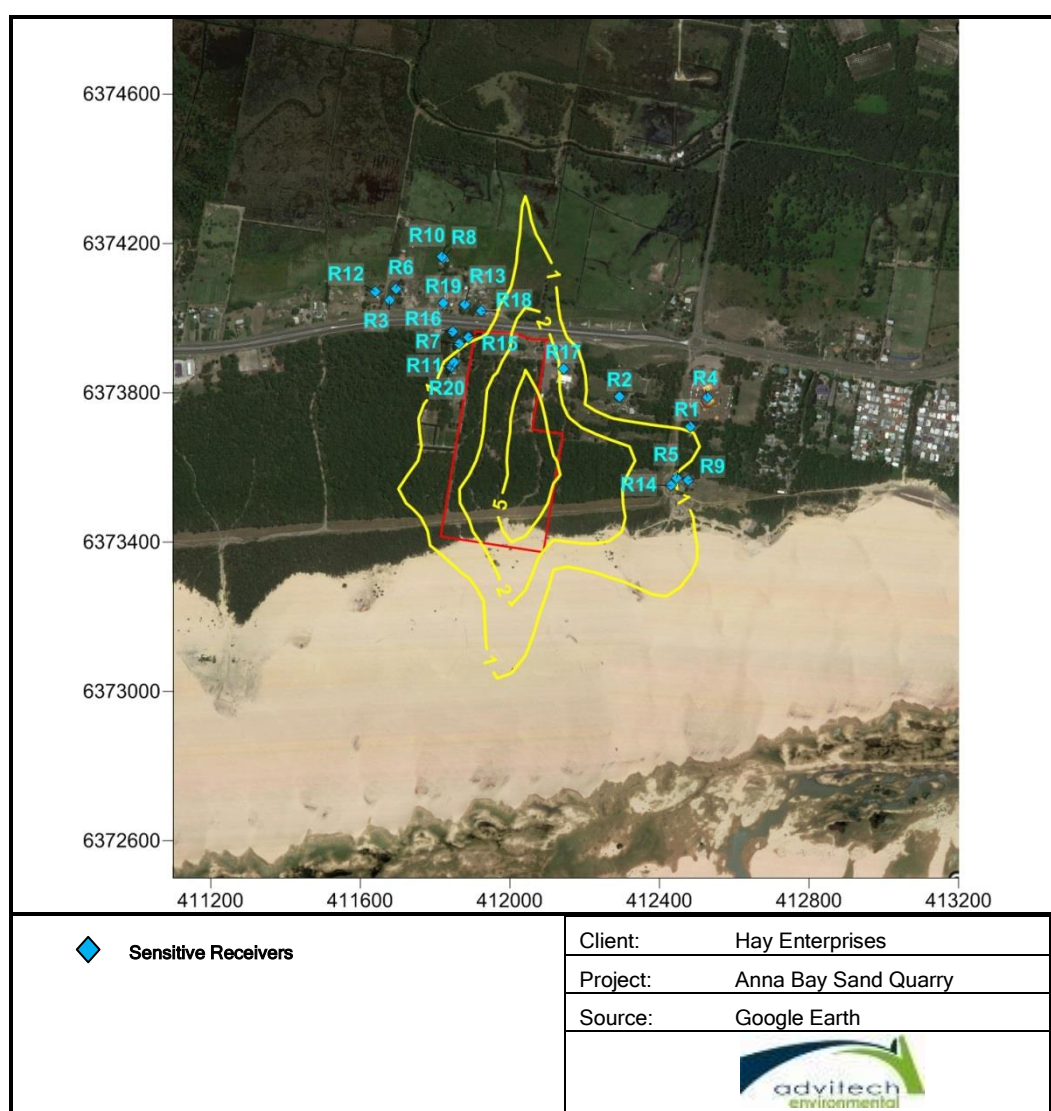 6374600
6374200
R10 R8
R12 R6 R13
R19
R18
R3 R16
R7 R15
R17
R11
6373800
R20
R2 R4
R1
R5 R9
R14
1
2
5
1
1
2
1
6373400
6373000
6372600
411200 411600 412000 412400 412800 413200
Sensitive Receivers
Client: Hay Enterprises
Project: Anna Bay Sand Quarry
Source: Google Earth
advitech
environmental